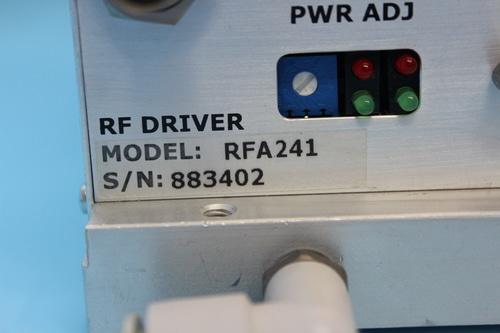 PWR ADJ
RF DRIVER
MODEL: RFA241
S/N: 883402